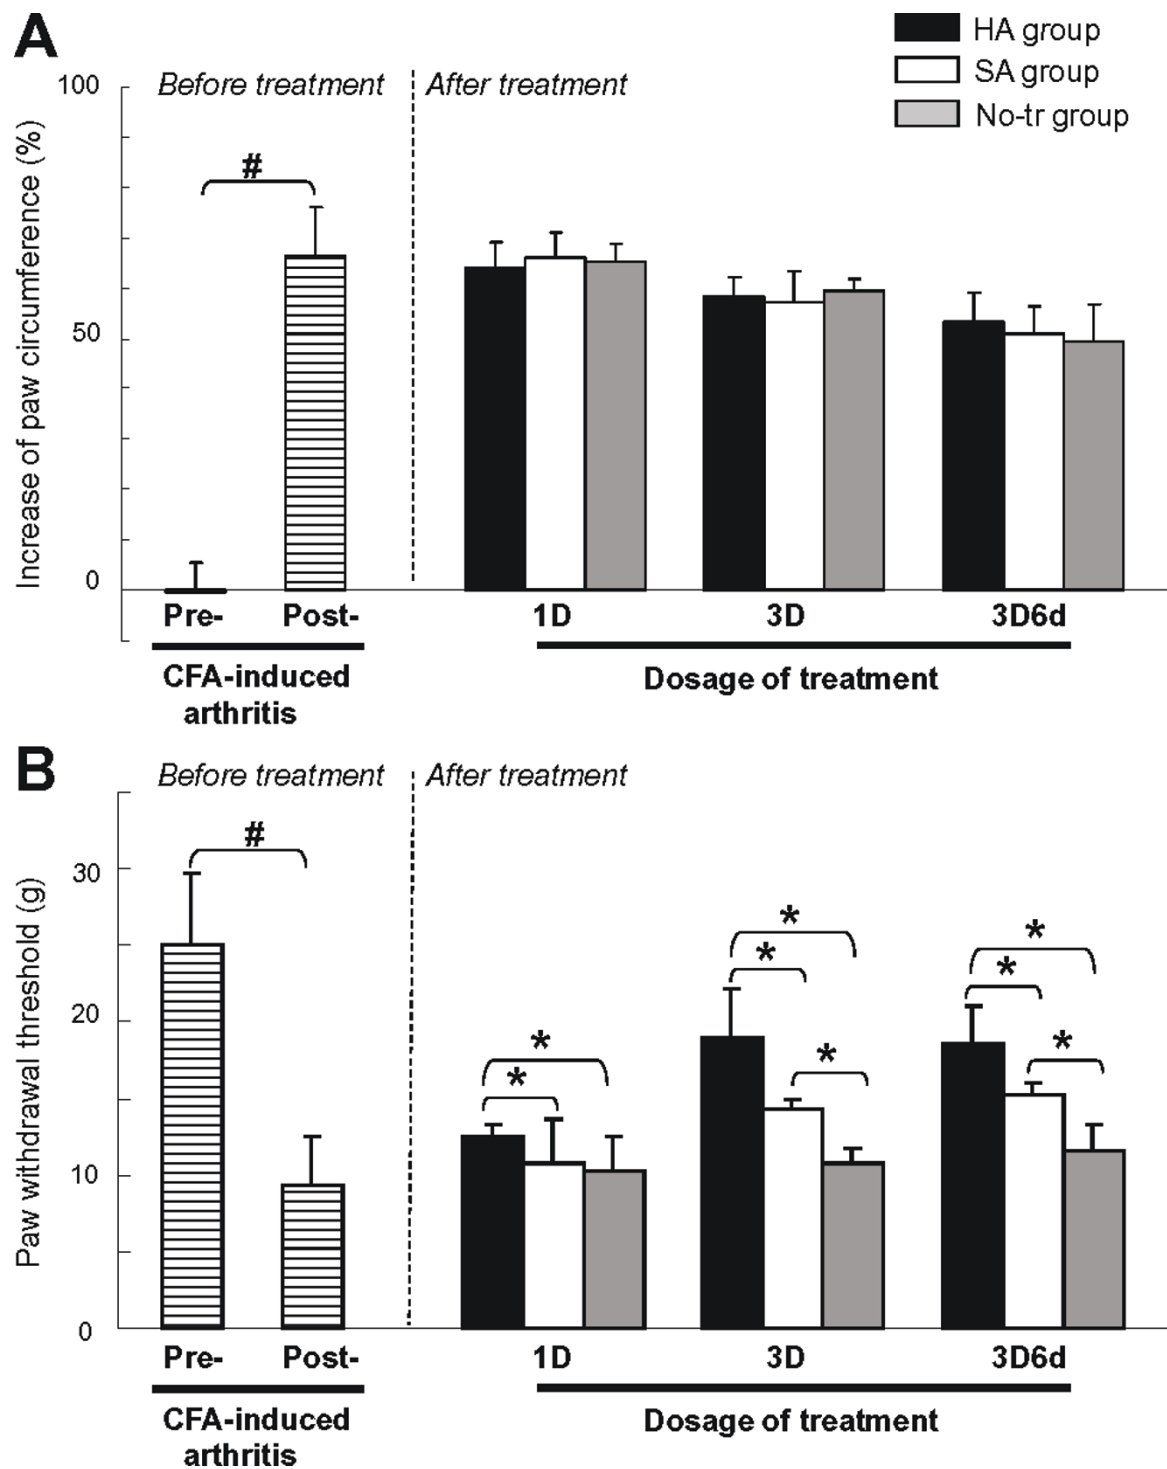 A
HA group
SA group
No-tr group
Before treatment
After treatment
Increase of paw circumference (%)
100
50
0
#
Pre-
Post-
1D
3D
3D6d
CFA-induced
arthritis
Dosage of treatment
B
Before treatment
After treatment
Paw withdrawal threshold (g)
30
20
10
0
#
*
*
*
*
*
*
*
*
Pre-
Post-
1D
3D
3D6d
CFA-induced
arthritis
Dosage of treatment